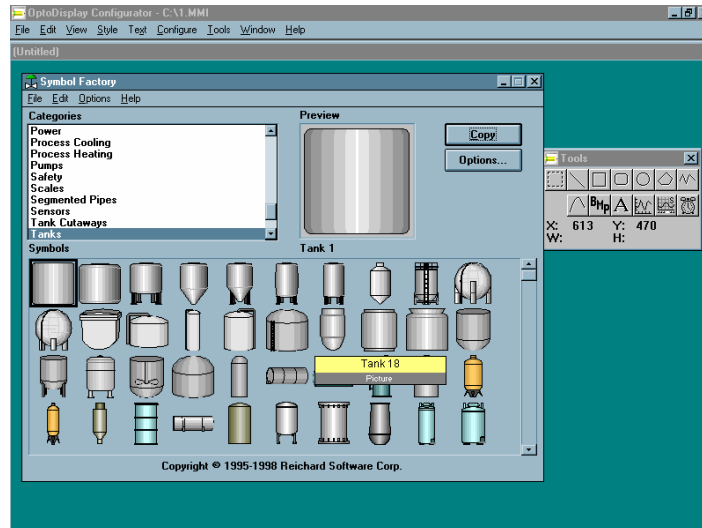 OptoDisplay Configurator - C:\1.MMI
File Edit View Style Text Configure Tools Window Help
(Untitled)
Symbol Factory
File Edit Options Help
Categories
Preview
Power
Process Cooling
Process Heating
Pumps
Safety
Scales
Segmented Pipes
Sensors
Tank Cutaways
Tanks
Copy
Options...
Symbols
Tank 1
Tank 18
Picture
Copyright © 1995-1998 Reichard Software Corp.
Tools
BMp A
X: 613 Y: 470
W: H: